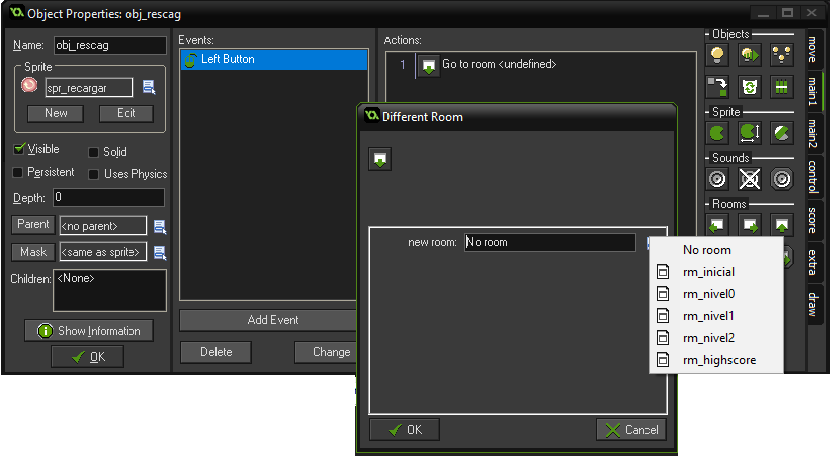 Object Properties: obj_rescag
Name: obj_rescag
Sprite
spr_recargar
New Edit
Visible Solid
Persistent Uses Physics
Depth: 0
Parent <no parent>
Mask <same as sprite>
Children: <None>
Show Information
OK
Events:
Left Button
Add Event
Delete Change
Actions:
1 Go to room <undefined>
Different Room
new room: No room
OK Cancel
No room
rm_inicial
rm_nivel0
rm_nivel1
rm_nivel2
rm_highscore
Objects
Sprite
Sounds
Rooms
move
main1
main2
control
score
extra
draw